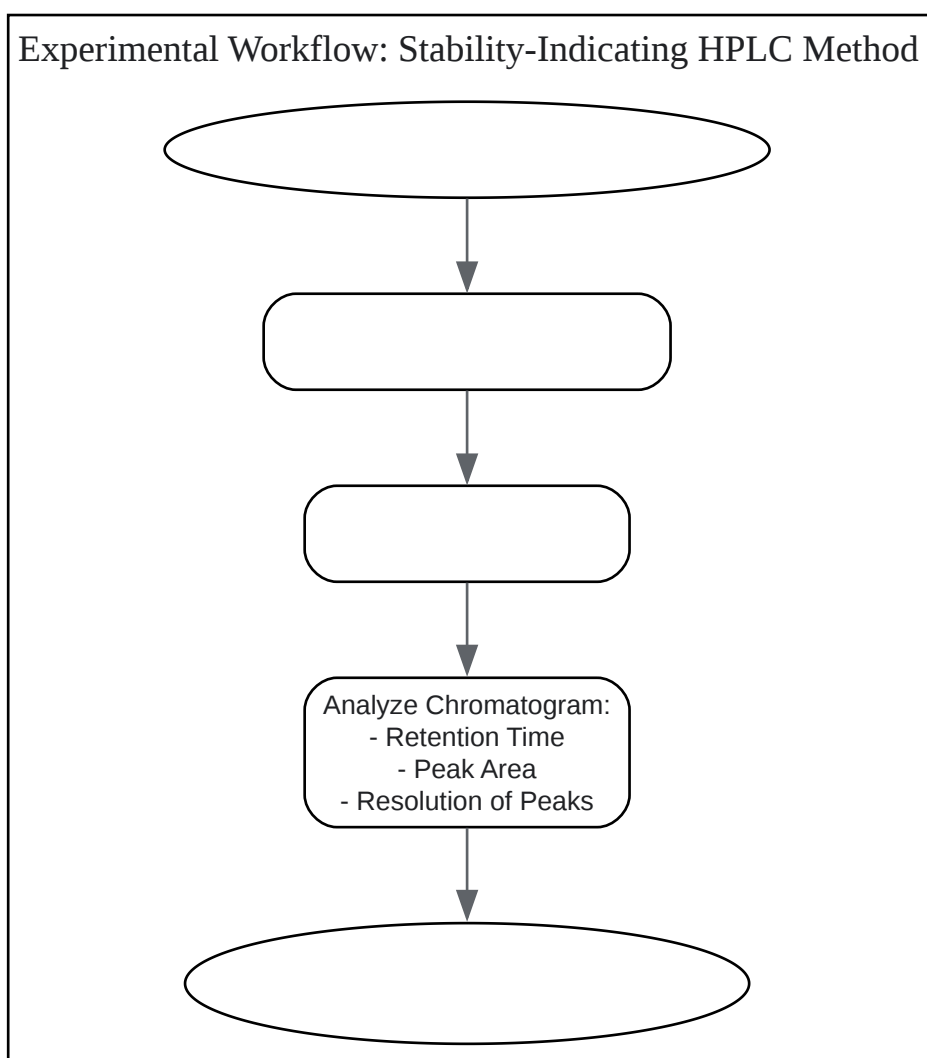 Experimental Workflow: Stability-Indicating HPLC Method
Analyze Chromatogram:
- Retention Time
- Peak Area
- Resolution of Peaks